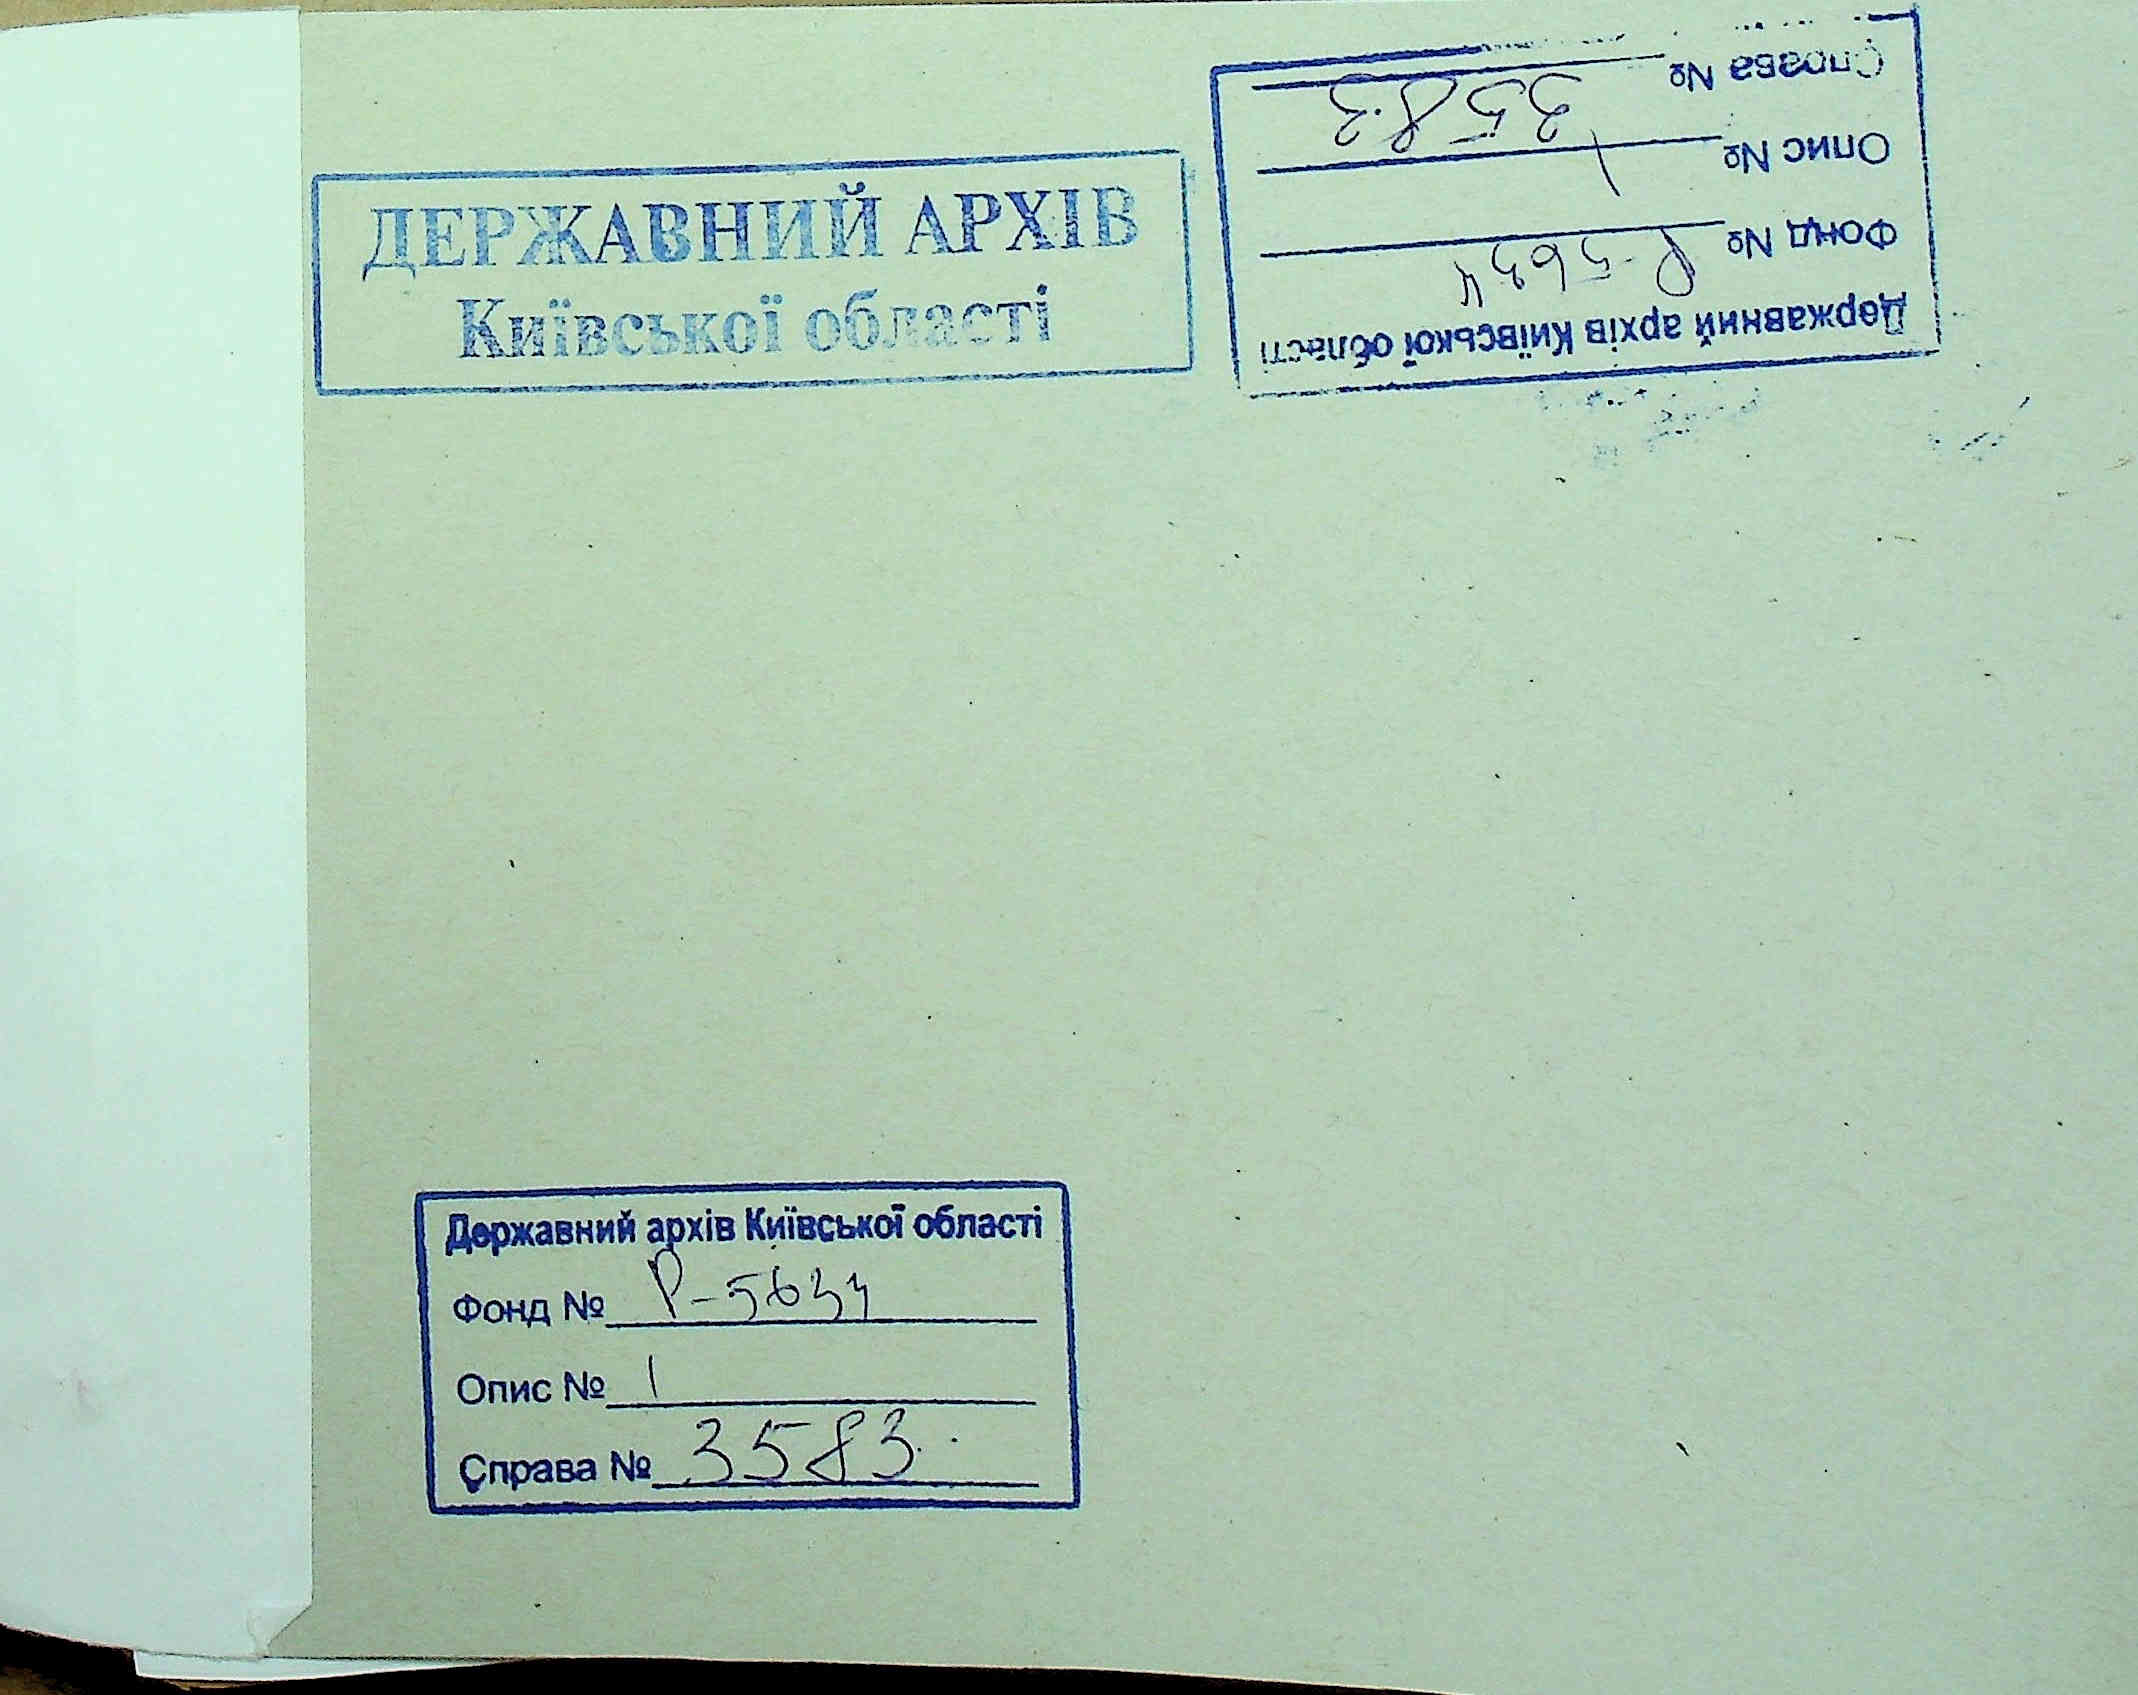 ДЕРЖАВНИЙ АРХІВ
Київської області
Державний архів Київської області
Фонд № Р-5634
Опис № 1
Справа № 3583
Державний архів Київської області
Фонд № Р-5634
Опис № 1
Справа № 3583